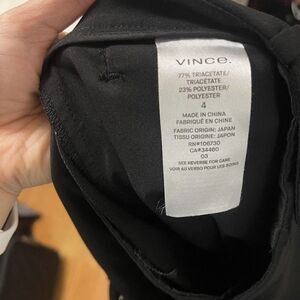 VINCE.
77% TRIACETATE/
TRIACÉTATE
23% POLYESTER/
POLYESTER
4
MADE IN CHINA
FABRIQUÉ EN CHINE
FABRIC ORIGIN: JAPAN
TISSU ORIGINE: JAPON
RN#106730
CA#34460
03
SEE REVERSE FOR CARE
VOIR AU VERSO POUR LES SOINS